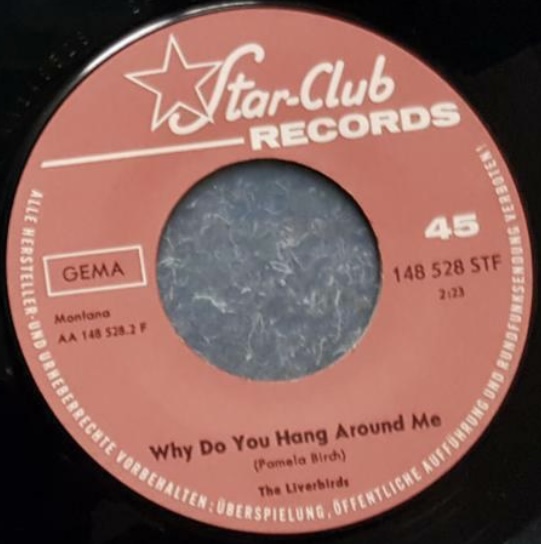 Star-Club
RECORDS
45
GEMA
148 528 STF
2:23
Montana
AA 148 528.2 F
Why Do You Hang Around Me
(Pamela Birch)
The Liverbirds
ALLE HERSTELLER- UND URHEBERRECHTE VORBEHALTEN: ÜBERSPIELUNG, ÖFFENTLICHE AUFFÜHRUNG UND RUNDFUNKSENDUNG VERBOTEN!